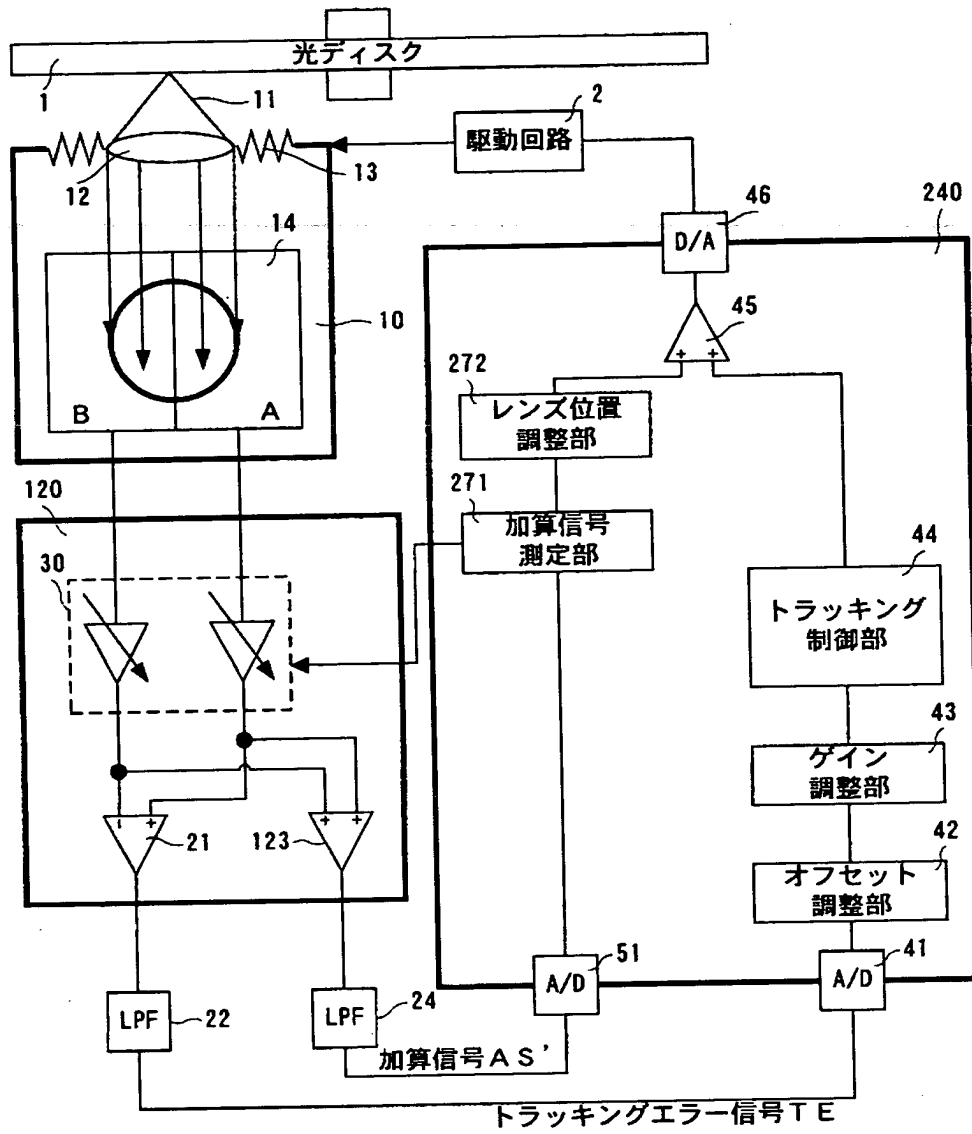 光ディスク
1
11
2
駆動回路
12
13
14
46
240
D/A
10
45
272
B
A
レンズ位置
調整部
120
271
加算信号
測定部
44
30
トラッキング
制御部
43
ゲイン
調整部
- +
+ +
21
123
42
オフセット
調整部
51
41
A/D
A/D
LPF
22
LPF
24
加算信号AS'
トラッキングエラー信号TE
+ +